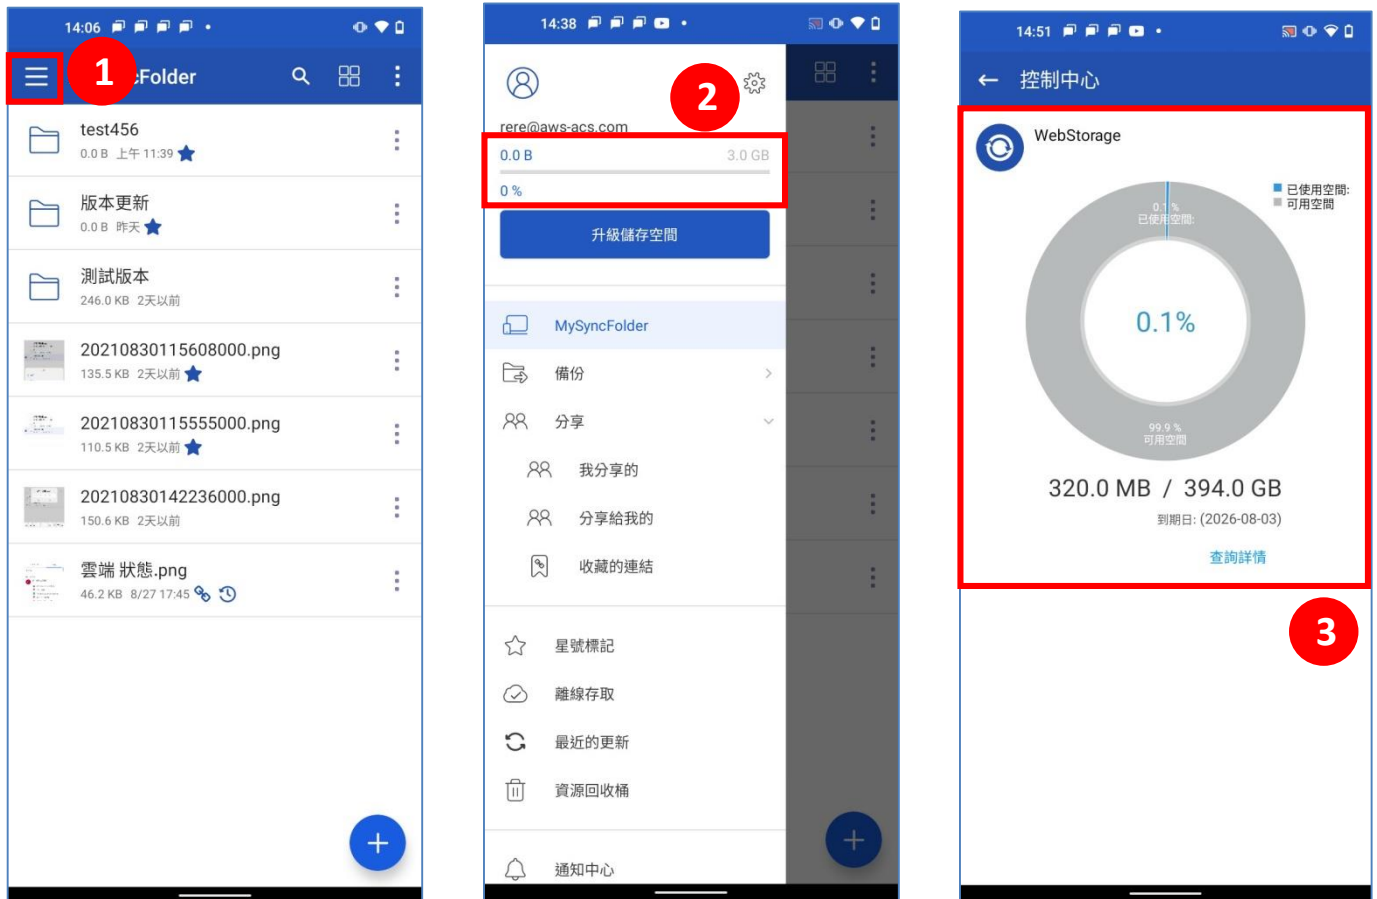 14:06
1
cFolder
test456
0.0 B 上午 11:39
版本更新
0.0 B 昨天
測試版本
246.0 KB 2天以前
20210830115608000.png
135.5 KB 2天以前
20210830115555000.png
110.5 KB 2天以前
20210830142236000.png
150.6 KB 2天以前
雲端 狀態.png
46.2 KB 8/27 17:45
14:38
2
rere@aws-acs.com
0.0 B 3.0 GB
0 %
升級儲存空間
MySyncFolder
備份
分享
我分享的
分享給我的
收藏的連結
星號標記
離線存取
最近的更新
資源回收桶
通知中心
14:51
控制中心
WebStorage
已使用空間:
可用空間
0.1 %
已使用空間:
0.1%
99.9 %
可用空間
320.0 MB / 394.0 GB
到期日: (2026-08-03)
查詢詳情
3